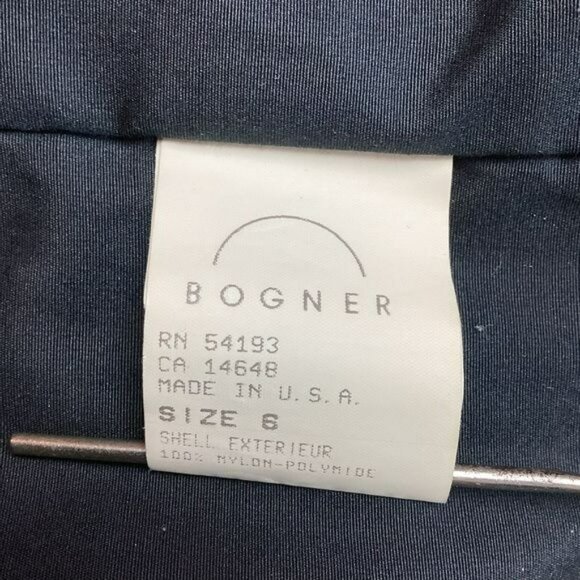 BOGNER
RN 54193
CA 14648
MADE IN U.S.A.
SIZE 6
SHELL EXTERIEUR
100% NYLON-POLYMIDE